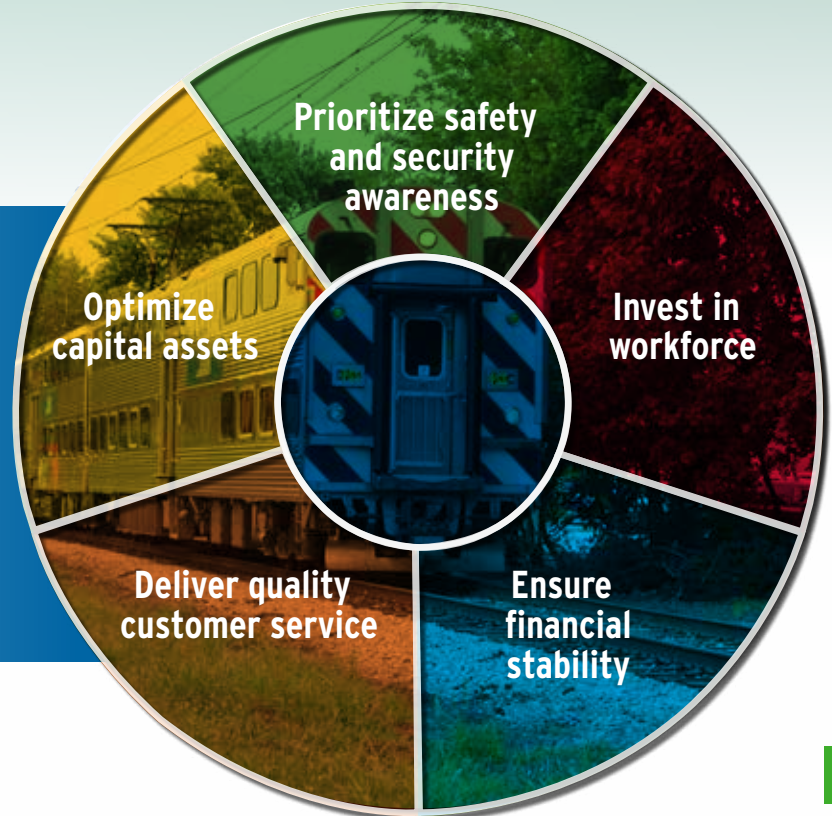 Prioritize safety
and security
awareness
Invest in
workforce
Ensure
financial
stability
Deliver quality
customer service
Optimize
capital assets